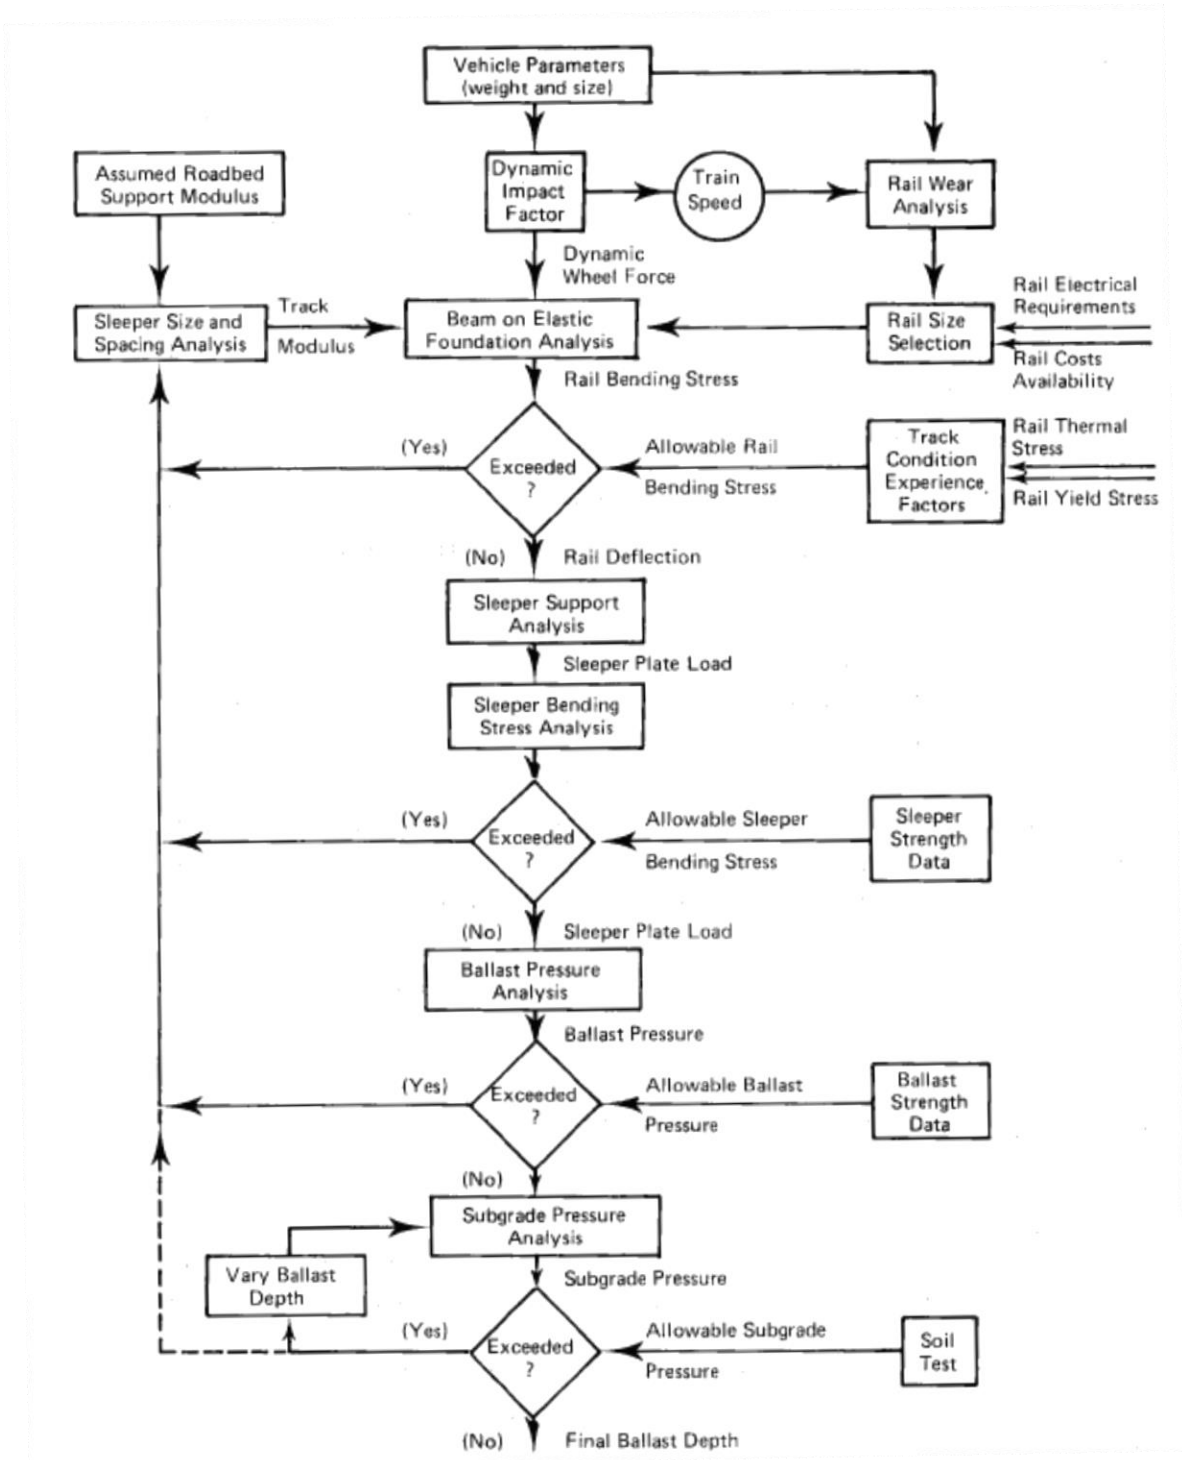 Vehicle Parameters
(weight and size)
Assumed Roadbed
Support Modulus
Dynamic
Impact
Factor
Train
Speed
Rail Wear
Analysis
Dynamic
Wheel Force
Rail Electrical
Requirements
Sleeper Size and
Spacing Analysis
Track
Modulus
Beam on Elastic
Foundation Analysis
Rail Size
Selection
Rail Costs
Availability
Rail Bending Stress
(Yes)
Exceeded
?
Allowable Rail
Bending Stress
Track
Condition
Experience
Factors
Rail Thermal
Stress
Rail Yield Stress
(No)
Rail Deflection
Sleeper Support
Analysis
Sleeper Plate Load
Sleeper Bending
Stress Analysis
(Yes)
Exceeded
?
Allowable Sleeper
Bending Stress
Sleeper
Strength
Data
(No)
Sleeper Plate Load
Ballast Pressure
Analysis
Ballast Pressure
(Yes)
Exceeded
?
Allowable Ballast
Pressure
Ballast
Strength
Data
(No)
Subgrade Pressure
Analysis
Vary Ballast
Depth
Subgrade Pressure
(Yes)
Exceeded
?
Allowable Subgrade
Pressure
Soil
Test
(No)
Final Ballast Depth